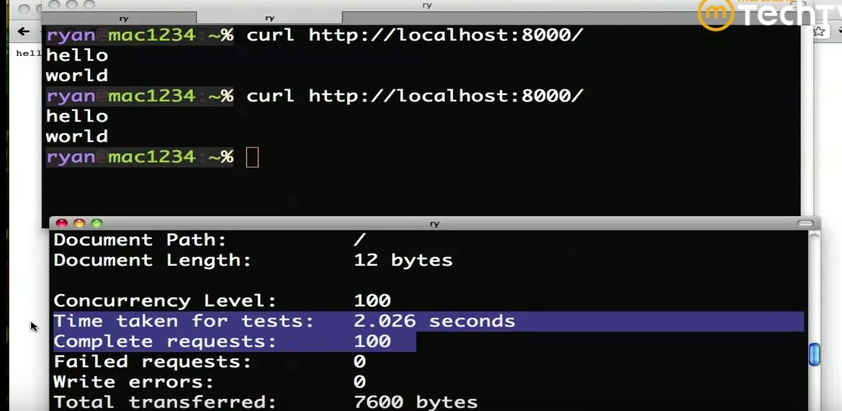 ry
TechTV
ry
ry
ryan@mac1234:~% curl http://localhost:8000/
hello
world
ryan@mac1234:~% curl http://localhost:8000/
hello
world
ryan@mac1234:~%
ry
Document Path: /
Document Length: 12 bytes
Concurrency Level: 100
Time taken for tests: 2.026 seconds
Complete requests: 100
Failed requests: 0
Write errors: 0
Total transferred: 7600 bytes